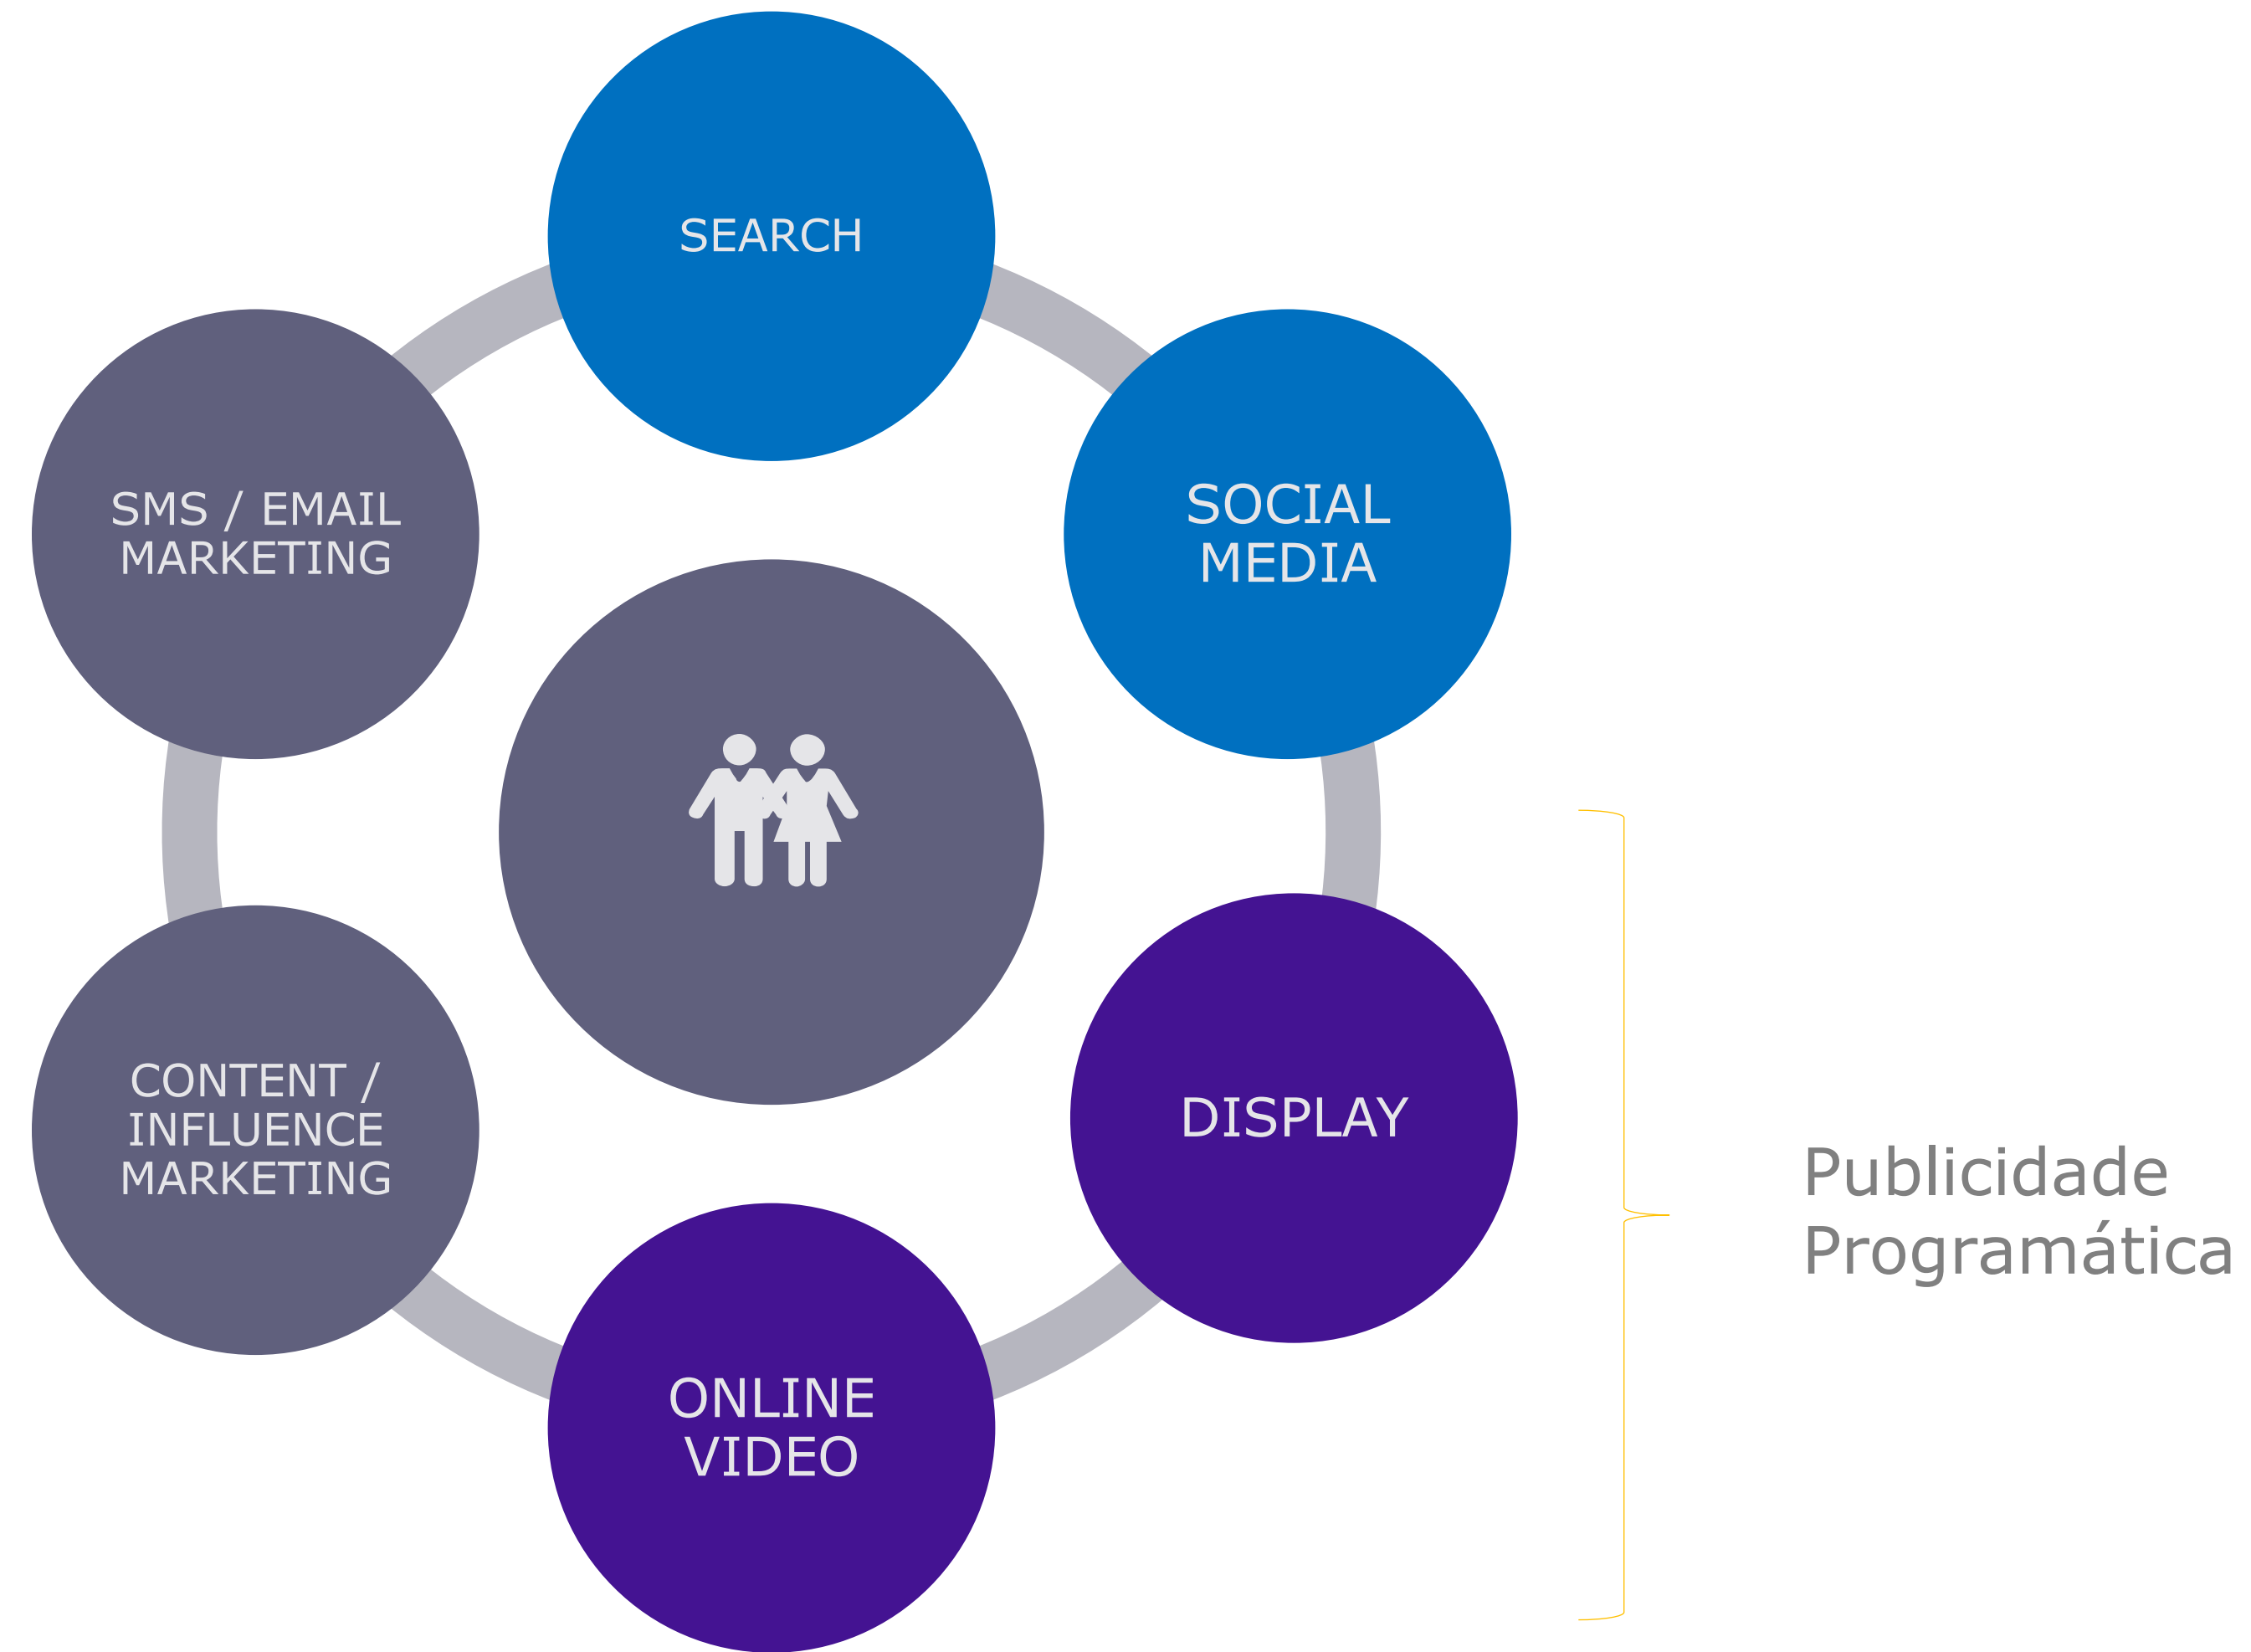 SEARCH
SOCIAL
MEDIA
SMS / EMAIL
MARKETING
DISPLAY
CONTENT /
INFLUENCE
MARKETING
ONLINE
VIDEO
Publicidade
Programática